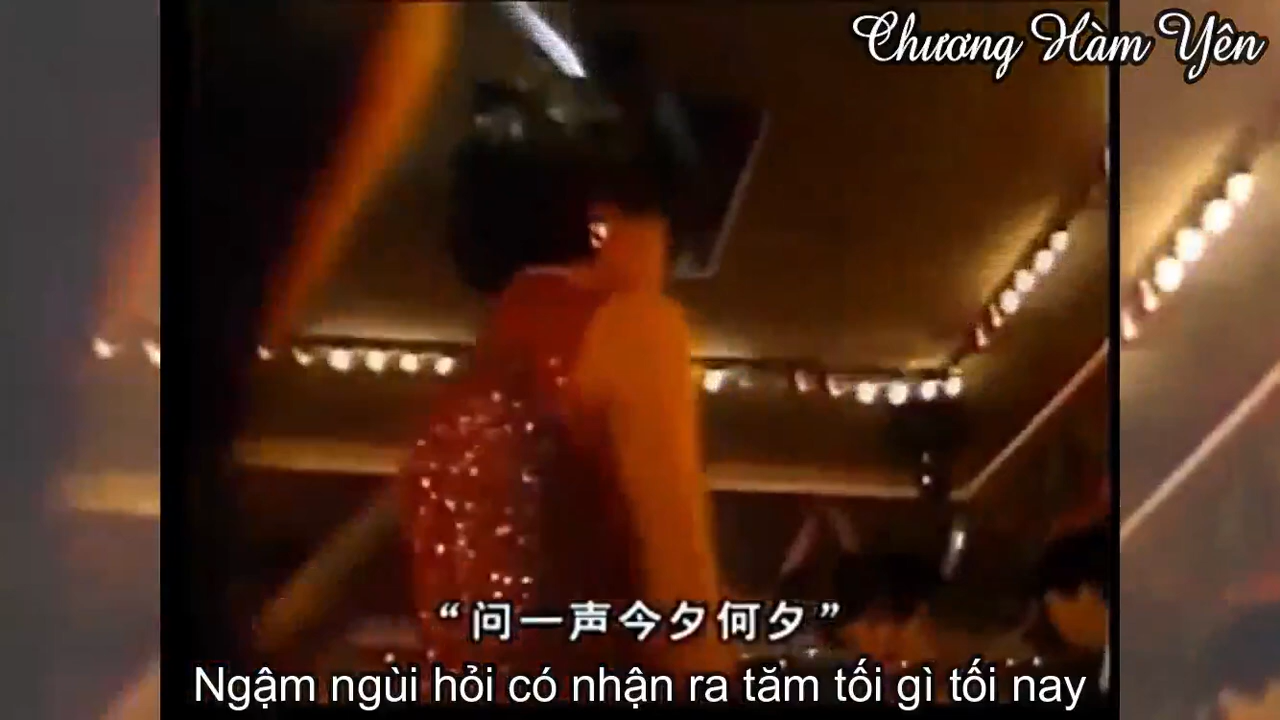 Chương Hàm Yên
“问一声今夕何夕”
Ngậm ngùi hỏi có nhận ra tăm tối gì tối nay